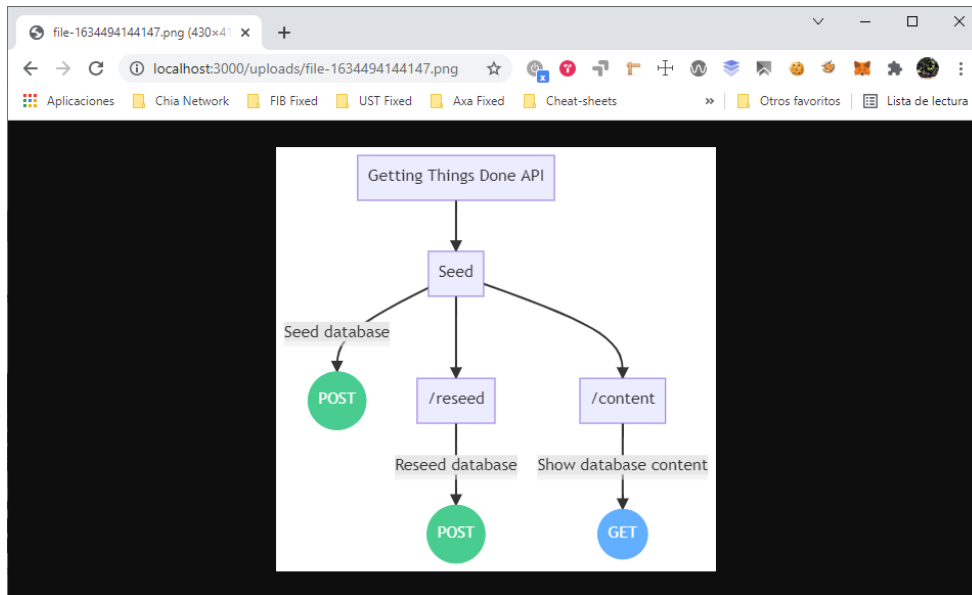 file-1634494144147.png (430×41
localhost:3000/uploads/file-1634494144147.png
Aplicaciones Chia Network FIB Fixed UST Fixed Axa Fixed Cheat-sheets » Otros favoritos Lista de lectura
Getting Things Done API
Seed
Seed database
POST /reseed /content
Reseed database Show database content
POST GET